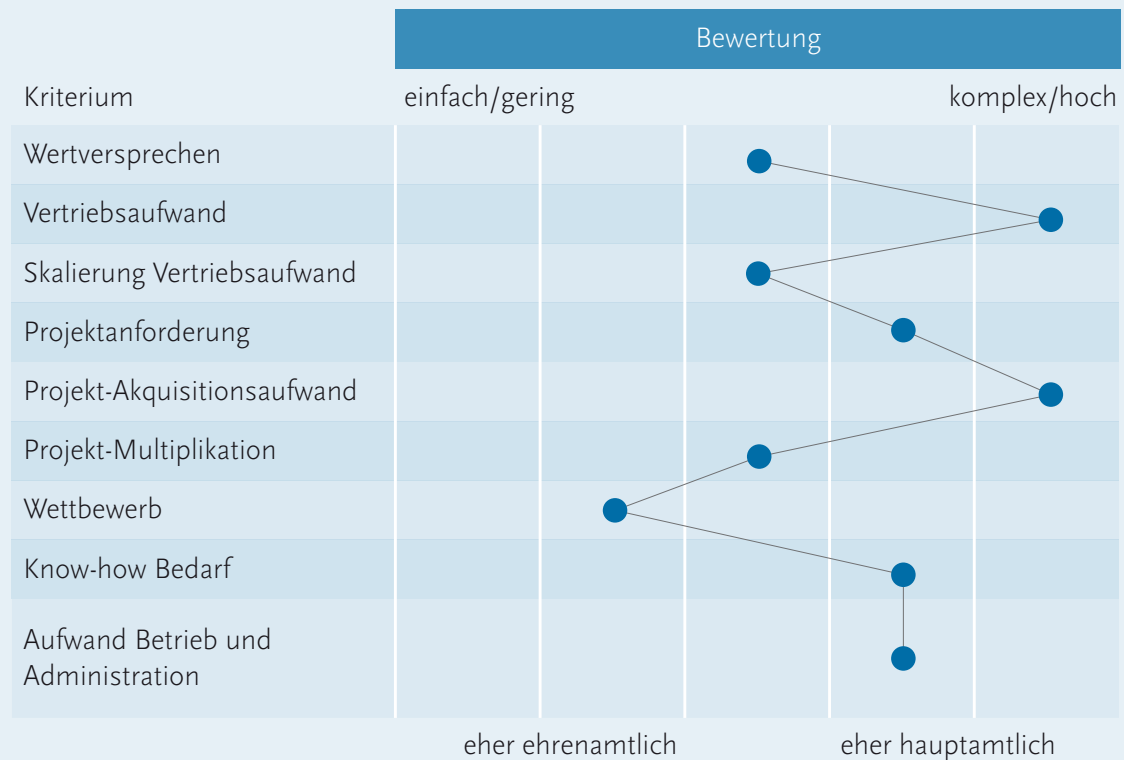 Bewertung
Kriterium einfach/gering komplex/hoch
Wertversprechen
Vertriebsaufwand
Skalierung Vertriebsaufwand
Projektanforderung
Projekt-Akquisitionsaufwand
Projekt-Multiplikation
Wettbewerb
Know-how Bedarf
Aufwand Betrieb und
Administration
eher ehrenamtlich eher hauptamtlich